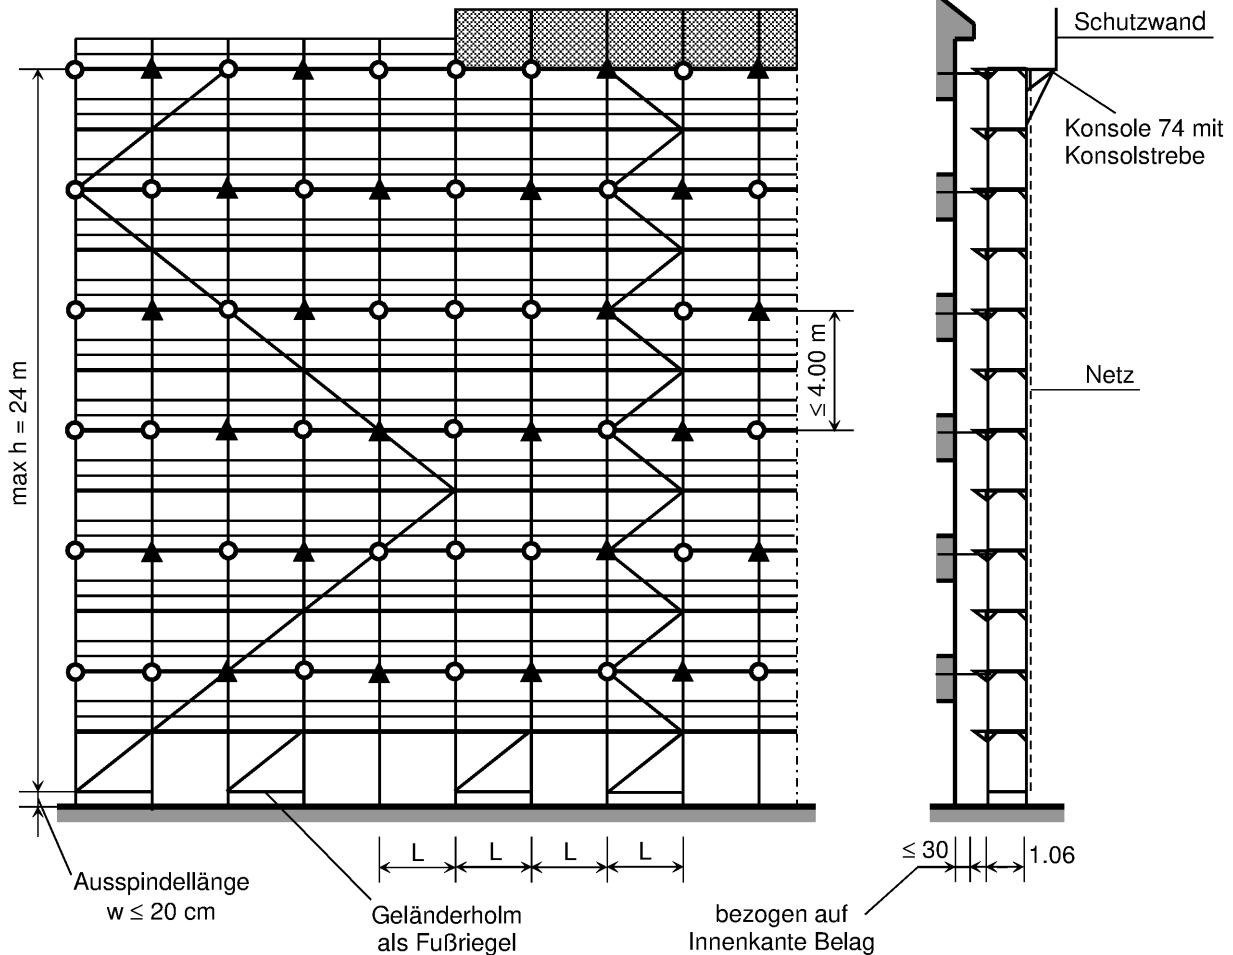 Schutzwand
Konsole 74 mit
Konsolstrebe
≤ 4.00 m
Netz
max h = 24 m
L
L
L
L
≤ 30
1.06
Ausspindellänge
w ≤ 20 cm
Geländerholm
als Fußriegel
bezogen auf
Innenkante Belag